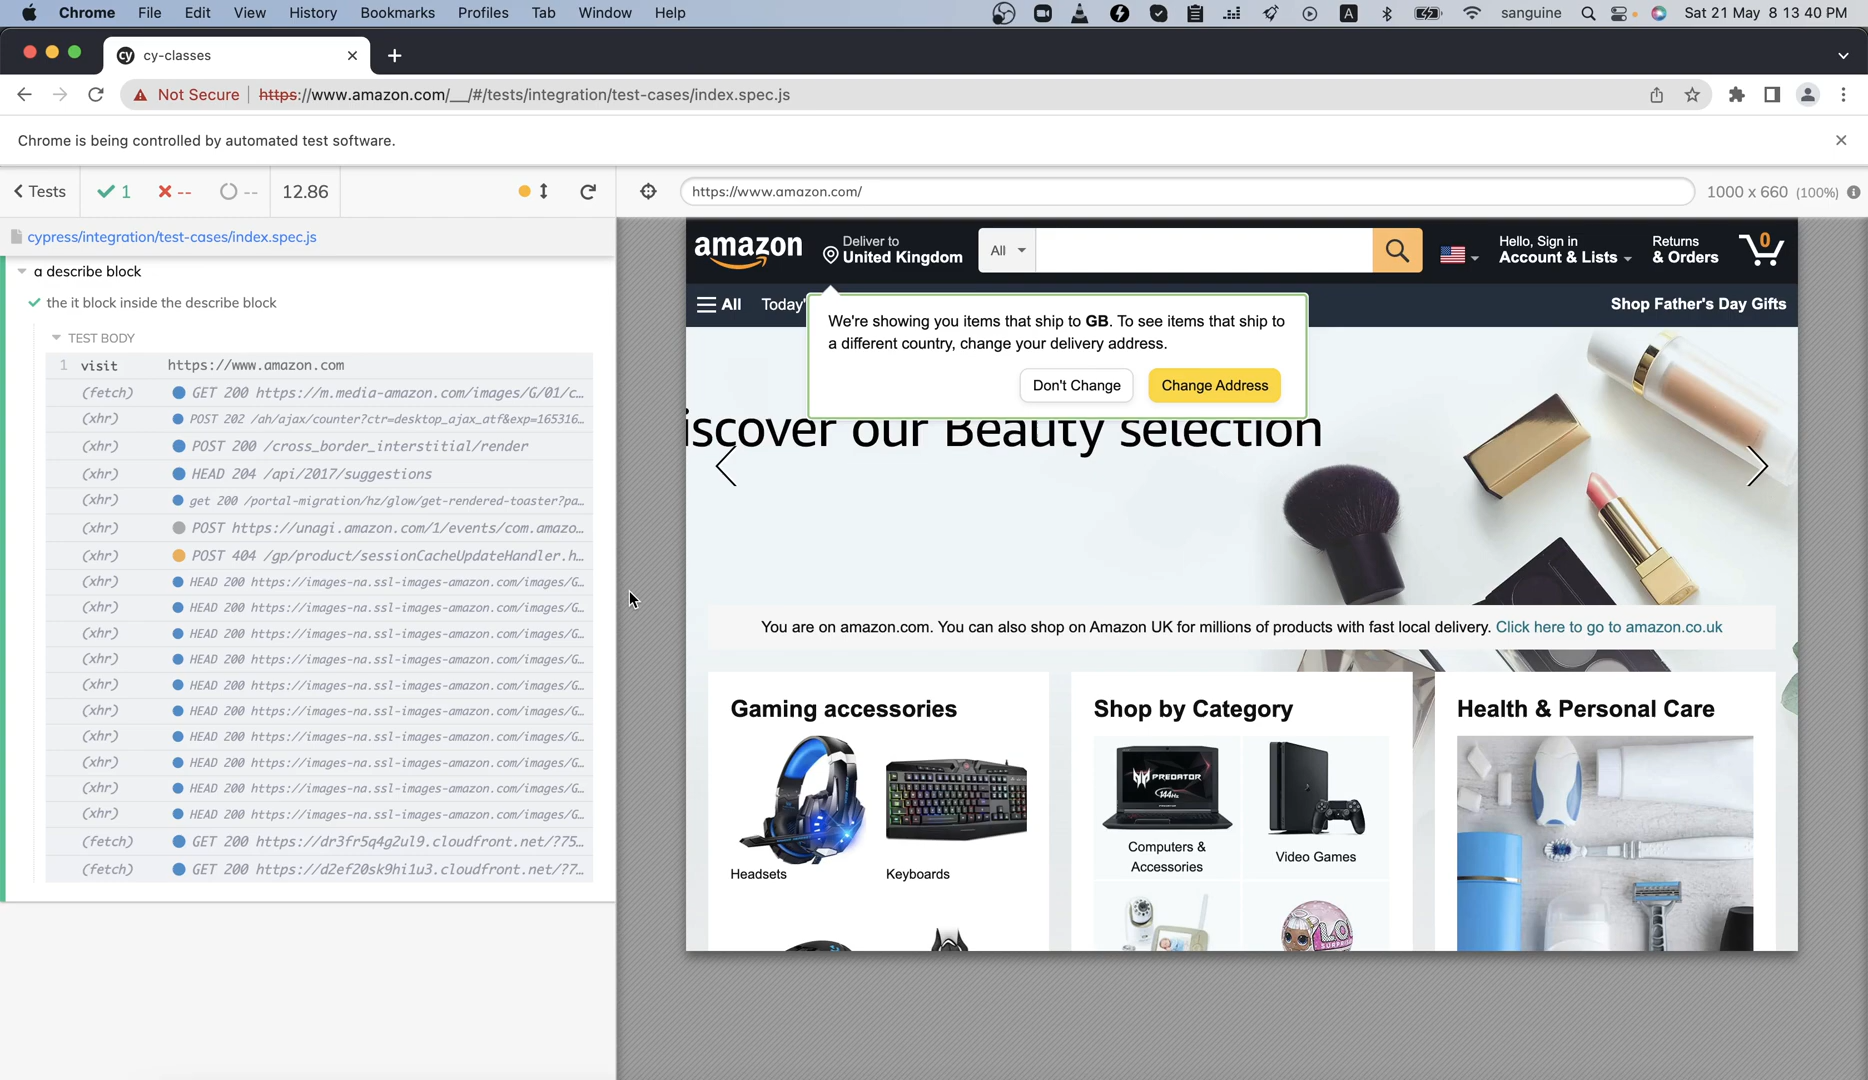 Chrome File Edit View History Bookmarks Profiles Tab Window Help
A sanguine Sat 21 May 8 13 40 PM
cy cy-classes
Not Secure https://www.amazon.com/__/#/tests/integration/test-cases/index.spec.js
Chrome is being controlled by automated test software.
Tests 1 -- -- 12.86
https://www.amazon.com/ 1000 x 660 (100%)
cypress/integration/test-cases/index.spec.js
a describe block
the it block inside the describe block
TEST BODY
1 visit https://www.amazon.com
(fetch) GET 200 https://m.media-amazon.com/images/G/01/c...
(xhr) POST 202 /ah/ajax/counter?ctr=desktop_ajax_atf&exp=165316...
(xhr) POST 200 /cross_border_interstitial/render
(xhr) HEAD 204 /api/2017/suggestions
(xhr) get 200 /portal-migration/hz/glow/get-rendered-toaster?pa...
(xhr) POST https://unagi.amazon.com/1/events/com.amazo...
(xhr) POST 404 /gp/product/sessionCacheUpdateHandler.h...
(xhr) HEAD 200 https://images-na.ssl-images-amazon.com/images/G...
(xhr) HEAD 200 https://images-na.ssl-images-amazon.com/images/G...
(xhr) HEAD 200 https://images-na.ssl-images-amazon.com/images/G...
(xhr) HEAD 200 https://images-na.ssl-images-amazon.com/images/G...
(xhr) HEAD 200 https://images-na.ssl-images-amazon.com/images/G...
(xhr) HEAD 200 https://images-na.ssl-images-amazon.com/images/G...
(xhr) HEAD 200 https://images-na.ssl-images-amazon.com/images/G...
(xhr) HEAD 200 https://images-na.ssl-images-amazon.com/images/G...
(xhr) HEAD 200 https://images-na.ssl-images-amazon.com/images/G...
(xhr) HEAD 200 https://images-na.ssl-images-amazon.com/images/G...
(fetch) GET 200 https://dr3fr5q4g2ul9.cloudfront.net/?75...
(fetch) GET 200 https://d2ef20sk9hi1u3.cloudfront.net/?7...
amazon
Deliver to
United Kingdom
All
Hello, Sign in
Account & Lists
Returns
& Orders
0
All Today'
Shop Father's Day Gifts
We're showing you items that ship to GB. To see items that ship to
a different country, change your delivery address.
Don't Change Change Address
iscover our Beauty selection
You are on amazon.com. You can also shop on Amazon UK for millions of products with fast local delivery. Click here to go to amazon.co.uk
Gaming accessories
Headsets
Keyboards
Shop by Category
PREDATOR
144Hz
Computers &
Accessories
Video Games
LOL
SURPRISE
Health & Personal Care